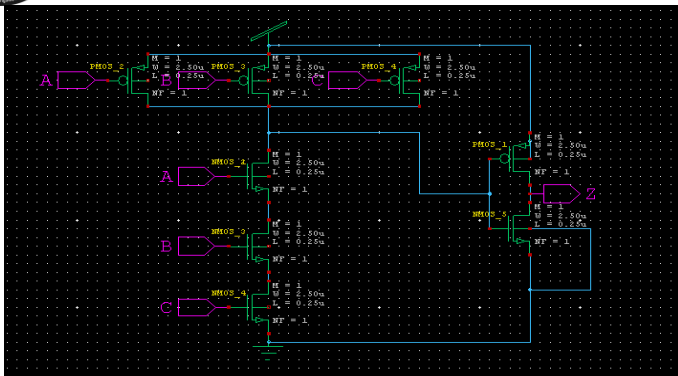 PMOS_2
M = 1
W = 2.50u
L = 0.25u
NF = 1
A
PMOS_3
M = 1
W = 2.50u
L = 0.25u
NF = 1
B
PMOS_4
M = 1
W = 2.50u
L = 0.25u
NF = 1
C
PMOS_1
M = 1
W = 2.50u
L = 0.25u
NF = 1
Z
A
M = 1
W = 2.50u
L = 0.25u
NF = 1
NMOS_5
M = 1
W = 2.50u
L = 0.25u
NF = 1
B
NMOS_3
M = 1
W = 2.50u
L = 0.25u
NF = 1
C
NMOS_4
M = 1
W = 2.50u
L = 0.25u
NF = 1